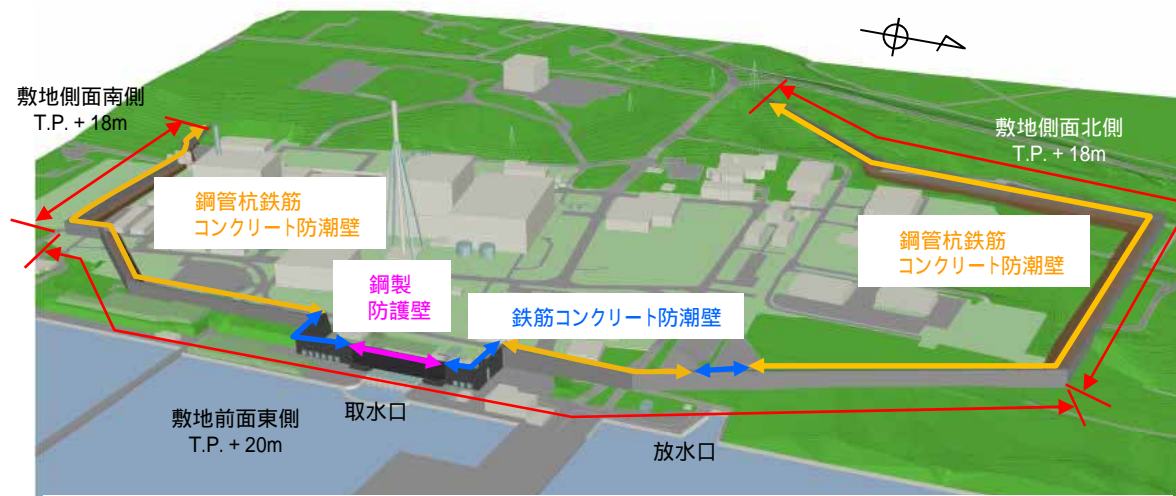 敷地側面南側
T.P. + 18m
敷地側面北側
T.P. + 18m
鋼管杭鉄筋
コンクリート防潮壁
鋼管杭鉄筋
コンクリート防潮壁
鋼製
防護壁
鉄筋コンクリート防潮壁
取水口
敷地前面東側
T.P. + 20m
放水口